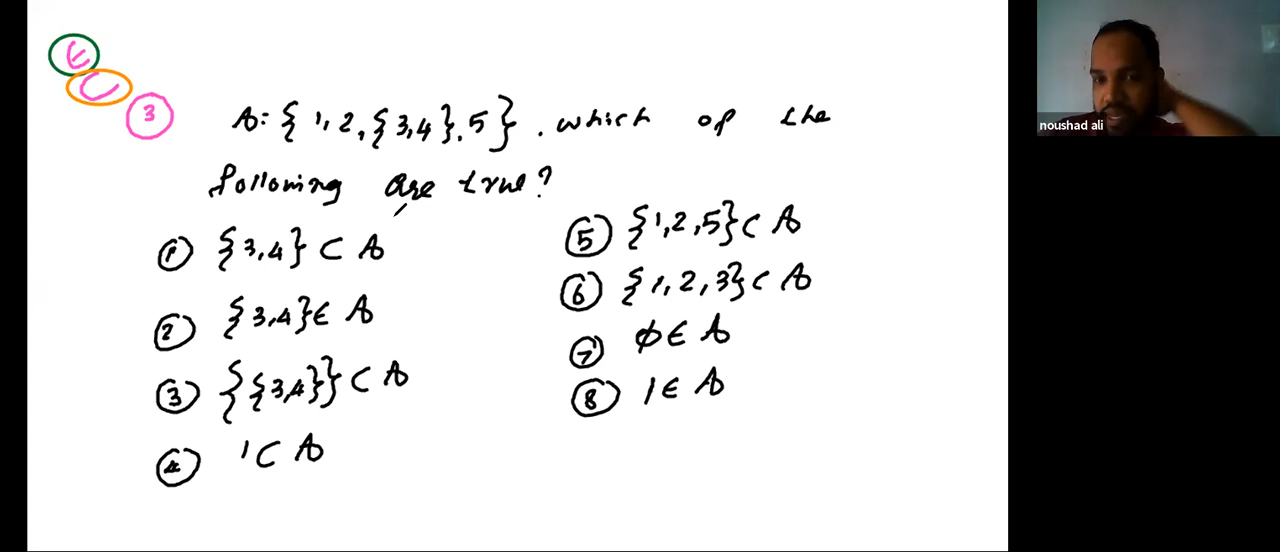 ∈
⊂
③ A: { 1, 2, {3,4}, 5 } . which of the
following are true?
① {3,4} ⊂ A
② {3,4} ∈ A
③ {{3,4}} ⊂ A
④ 1 ⊂ A
⑤ {1,2,5} ⊂ A
⑥ {1,2,3} ⊂ A
⑦ ϕ ∈ A
⑧ 1 ∈ A
noushad ali